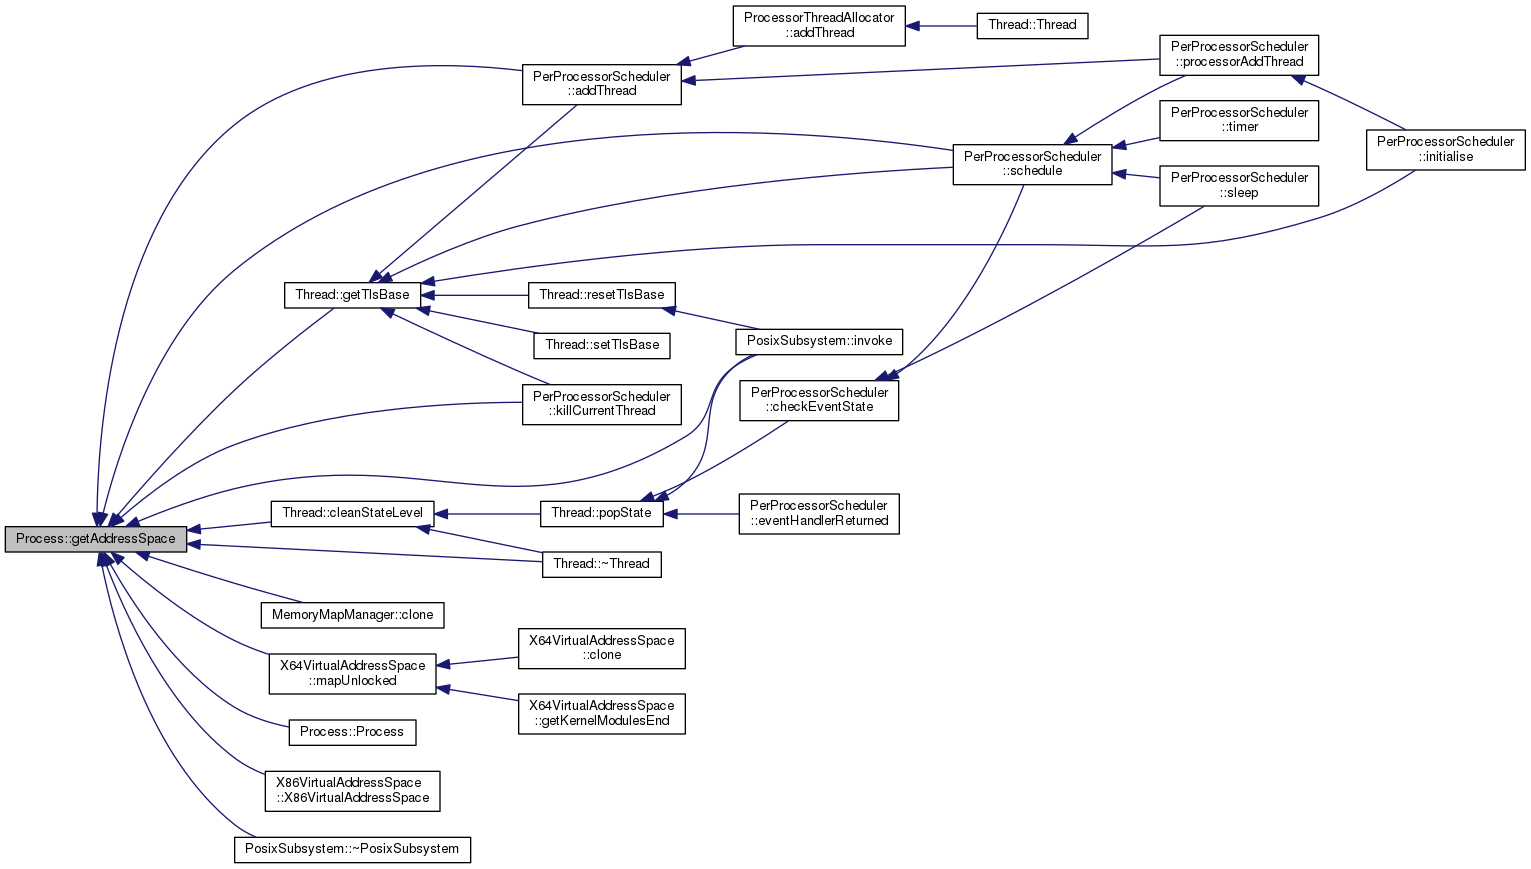 ProcessorThreadAllocator
::addThread
Thread::Thread
PerProcessorScheduler
::processorAddThread
PerProcessorScheduler
::addThread
PerProcessorScheduler
::timer
PerProcessorScheduler
::initialise
PerProcessorScheduler
::schedule
PerProcessorScheduler
::sleep
Thread::getTlsBase
Thread::resetTlsBase
Thread::setTlsBase
PosixSubsystem::invoke
PerProcessorScheduler
::killCurrentThread
PerProcessorScheduler
::checkEventState
Thread::cleanStateLevel
Thread::popState
PerProcessorScheduler
::eventHandlerReturned
Process::getAddressSpace
Thread::~Thread
MemoryMapManager::clone
X64VirtualAddressSpace
::clone
X64VirtualAddressSpace
::mapUnlocked
X64VirtualAddressSpace
::getKernelModulesEnd
Process::Process
X86VirtualAddressSpace
::X86VirtualAddressSpace
PosixSubsystem::~PosixSubsystem